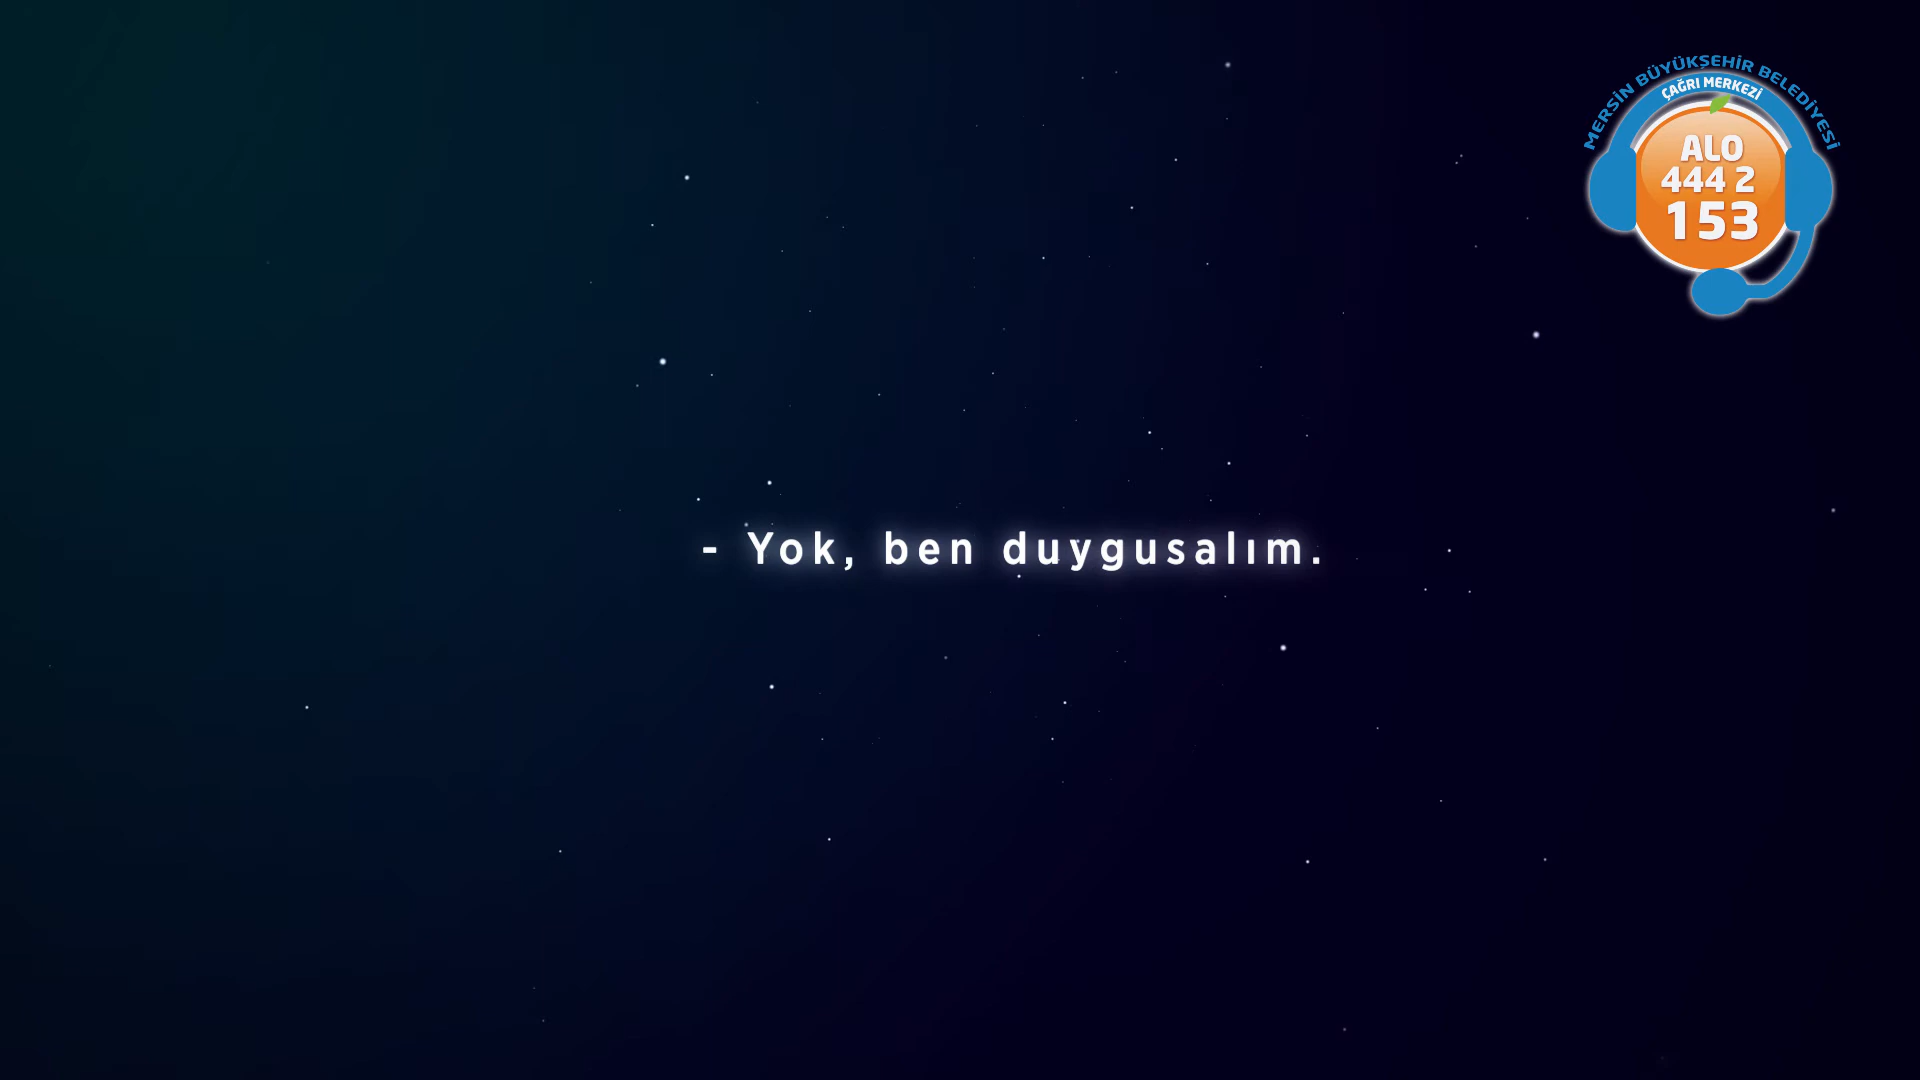 MERSİN BÜYÜKŞEHİR BELEDİYESİ
ÇAĞRI MERKEZİ
ALO
444 2
153
- Yok, ben duygusalım.